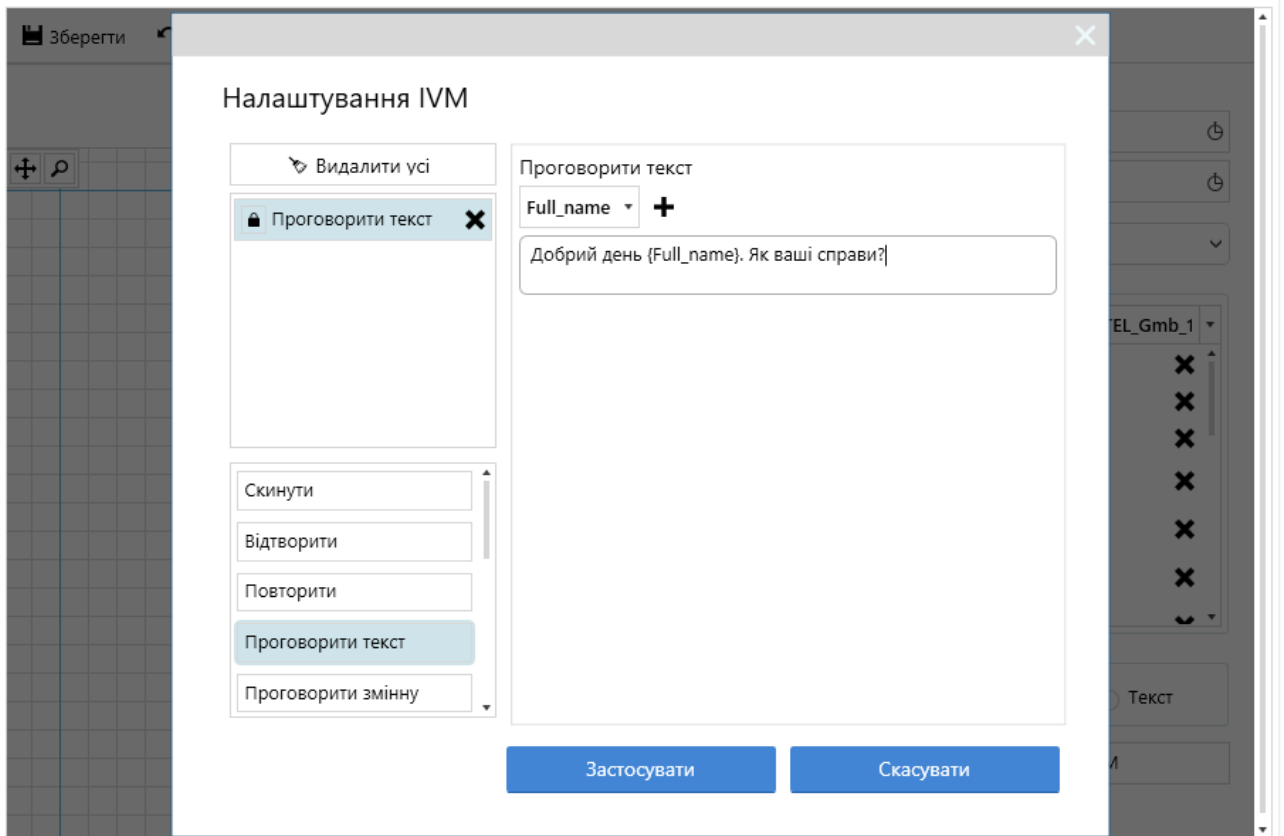 Зберегти
Налаштування IVM
Видалити усі
Проговорити текст
Проговорити текст
Full_name
Добрий день {Full_name}. Як ваші справи?
TEL_Gmb_1
Скинути
Відтворити
Повторити
Проговорити текст
Проговорити змінну
Текст
Застосувати
Скасувати